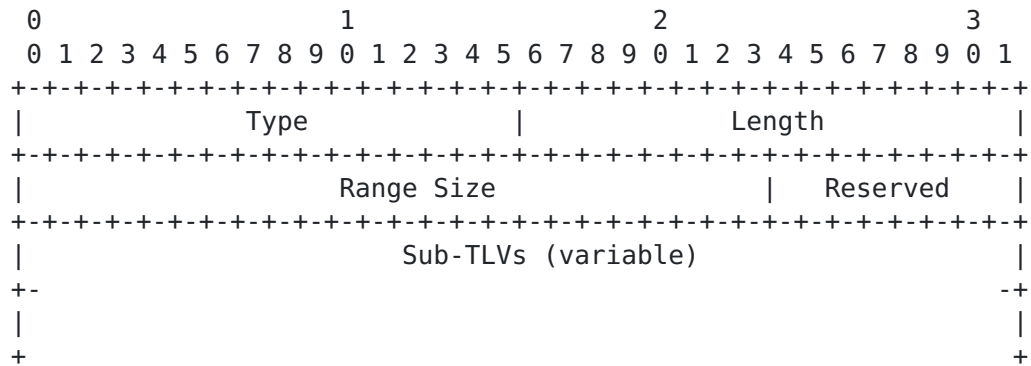 0                   1                   2                   3
 0 1 2 3 4 5 6 7 8 9 0 1 2 3 4 5 6 7 8 9 0 1 2 3 4 5 6 7 8 9 0 1
+-+-+-+-+-+-+-+-+-+-+-+-+-+-+-+-+-+-+-+-+-+-+-+-+-+-+-+-+-+-+-+-+
|              Type             |             Length            |
+-+-+-+-+-+-+-+-+-+-+-+-+-+-+-+-+-+-+-+-+-+-+-+-+-+-+-+-+-+-+-+-+
|                    Range Size                 |   Reserved    |
+-+-+-+-+-+-+-+-+-+-+-+-+-+-+-+-+-+-+-+-+-+-+-+-+-+-+-+-+-+-+-+-+
|                        Sub-TLVs (variable)                    |
+-                                                             -+
|                                                               |
+                                                               +